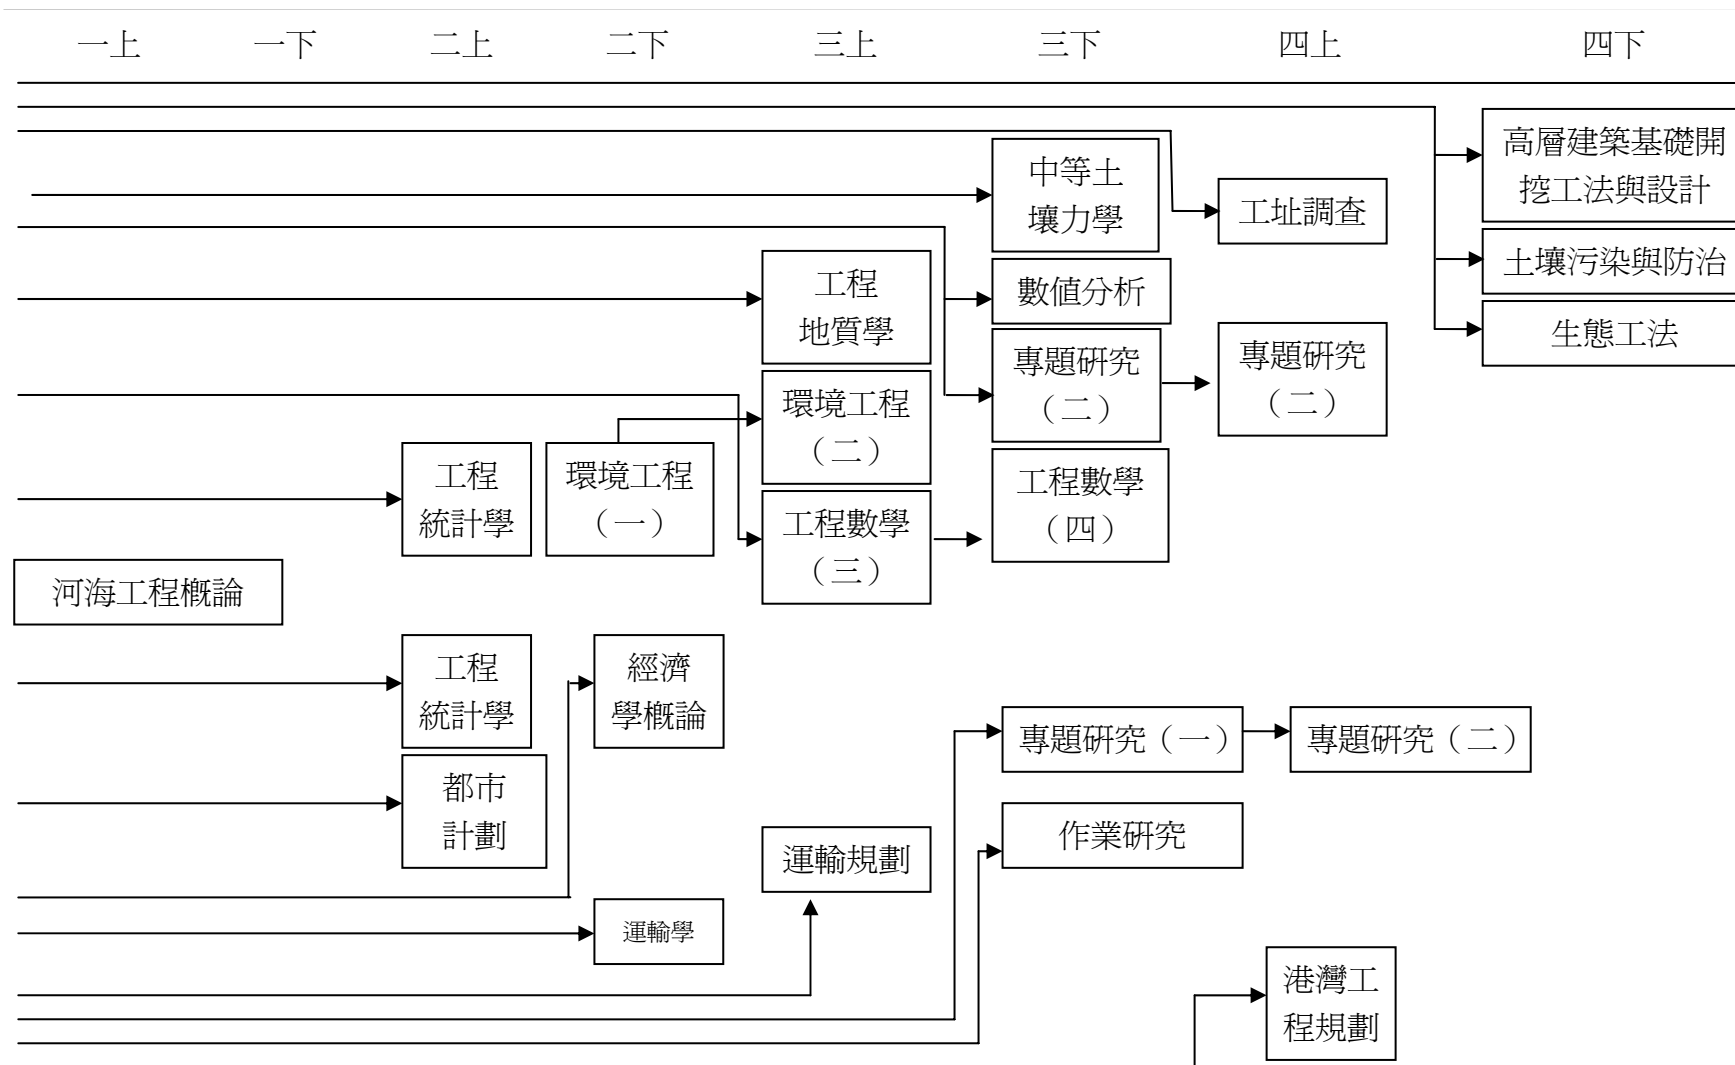 一上
一下
二上
二下
三上
三下
四上
四下
高層建築基礎開
挖工法與設計
中等土
壤力學
工址調查
土壤污染與防治
工程
地質學
數值分析
生態工法
專題研究
（二）
專題研究
（二）
環境工程
（二）
工程
統計學
環境工程
（一）
工程數學
（四）
工程數學
（三）
河海工程概論
工程
統計學
經濟
學概論
專題研究（一）
專題研究（二）
都市
計劃
作業研究
運輸規劃
運輸學
港灣工
程規劃